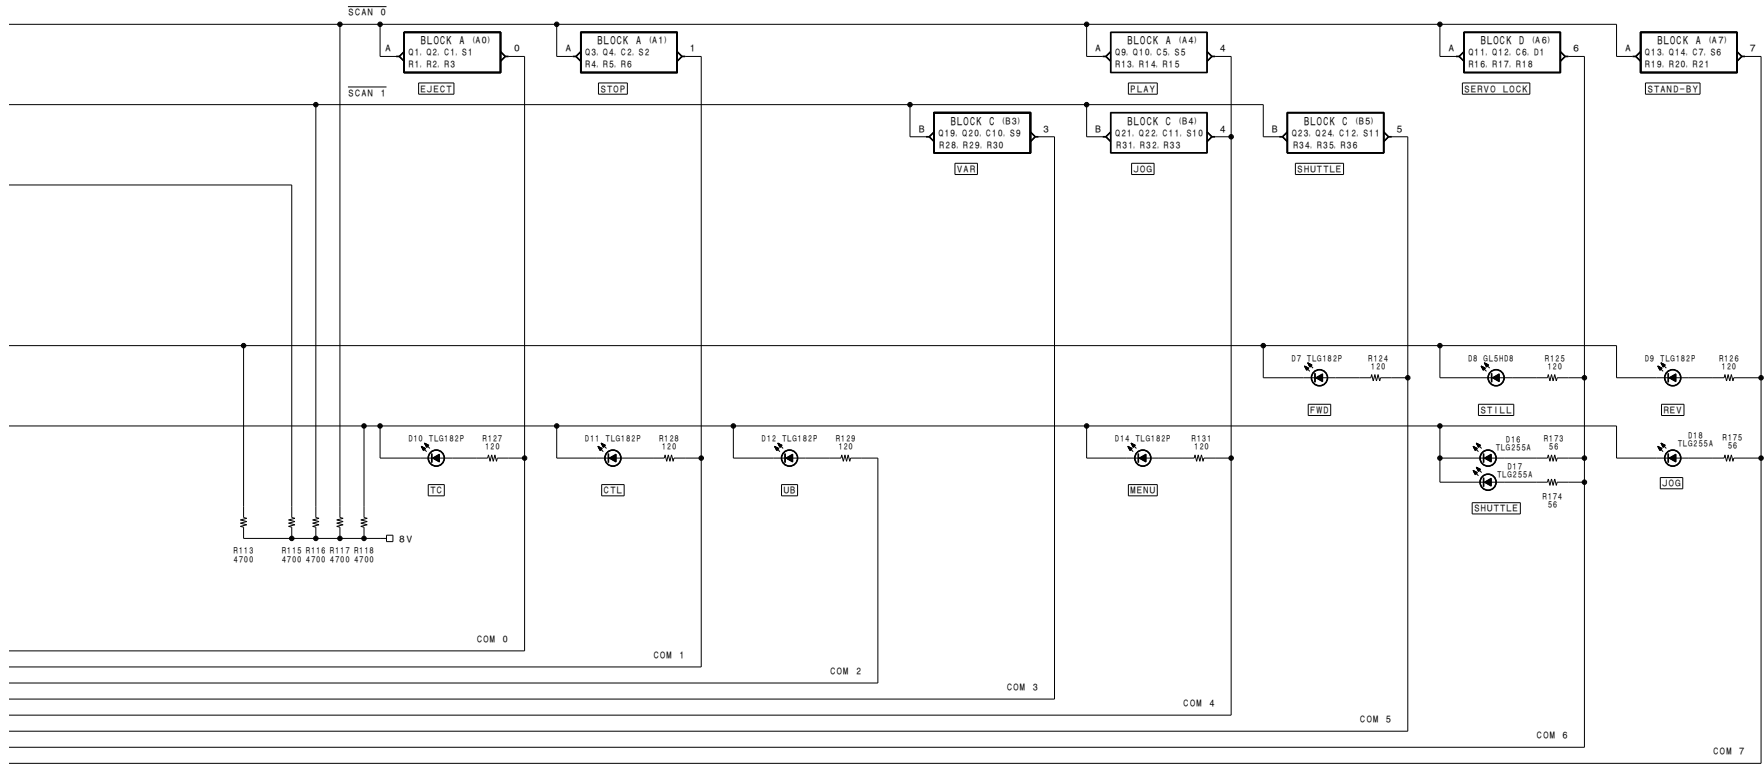 SCAN 0
BLOCK A (A0)
A Q1. Q2. C1. S1 0
R1. R2. R3
EJECT
BLOCK A (A1)
A Q3. Q4. C2. S2 1
R4. R5. R6
STOP
BLOCK A (A4)
A Q9. Q10. C5. S5 4
R13. R14. R15
PLAY
BLOCK D (A6)
A Q11. Q12. C6. D1 6
R16. R17. R18
SERVO LOCK
BLOCK A (A7)
A Q13. Q14. C7. S6 7
R19. R20. R21
STAND-BY
SCAN 1
BLOCK C (B3)
B Q19. Q20. C10. S9 3
R28. R29. R30
VAR
BLOCK C (B4)
B Q21. Q22. C11. S10 4
R31. R32. R33
JOG
BLOCK C (B5)
B Q23. Q24. C12. S11 5
R34. R35. R36
SHUTTLE
D7 TLG182P R124
120
FWD
D8 GL5HD8 R125
120
STILL
D9 TLG182P R126
120
REV
D10 TLG182P R127
120
TC
D11 TLG182P R128
120
CTL
D12 TLG182P R129
120
UB
D14 TLG182P R131
120
MENU
D16 R173
TLG255A 56
D17
TLG255A
R174
56
SHUTTLE
D18 R175
TLG255A 56
JOG
8V
R113 R115 R116 R117 R118
4700 4700 4700 4700 4700
COM 0
COM 1
COM 2
COM 3
COM 4
COM 5
COM 6
COM 7